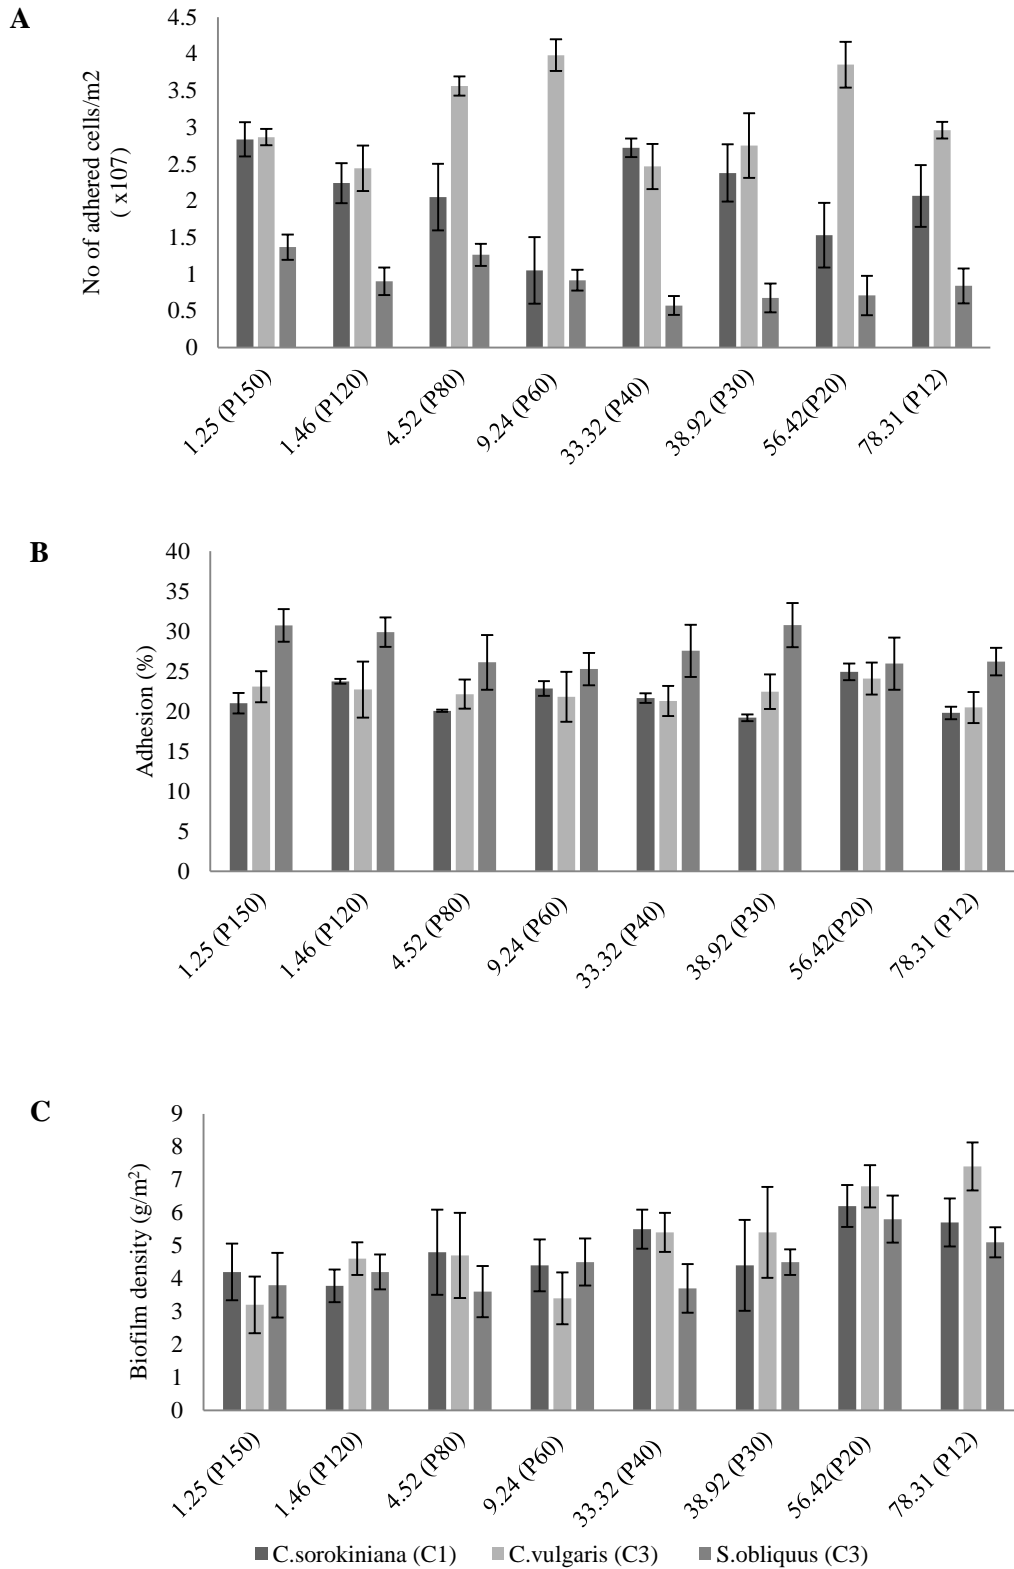 A
No of adhered cells/m2
( x107)
4.5
4
3.5
3
2.5
2
1.5
1
0.5
0
1.25 (P150)
1.46 (P120)
4.52 (P80)
9.24 (P60)
33.32 (P40)
38.92 (P30)
56.42(P20)
78.31 (P12)
B
Adhesion (%)
40
35
30
25
20
15
10
5
0
1.25 (P150)
1.46 (P120)
4.52 (P80)
9.24 (P60)
33.32 (P40)
38.92 (P30)
56.42(P20)
78.31 (P12)
C
Biofilm density (g/m²)
9
8
7
6
5
4
3
2
1
0
1.25 (P150)
1.46 (P120)
4.52 (P80)
9.24 (P60)
33.32 (P40)
38.92 (P30)
56.42(P20)
78.31 (P12)
C.sorokiniana (C1) C.vulgaris (C3) S.obliquus (C3)